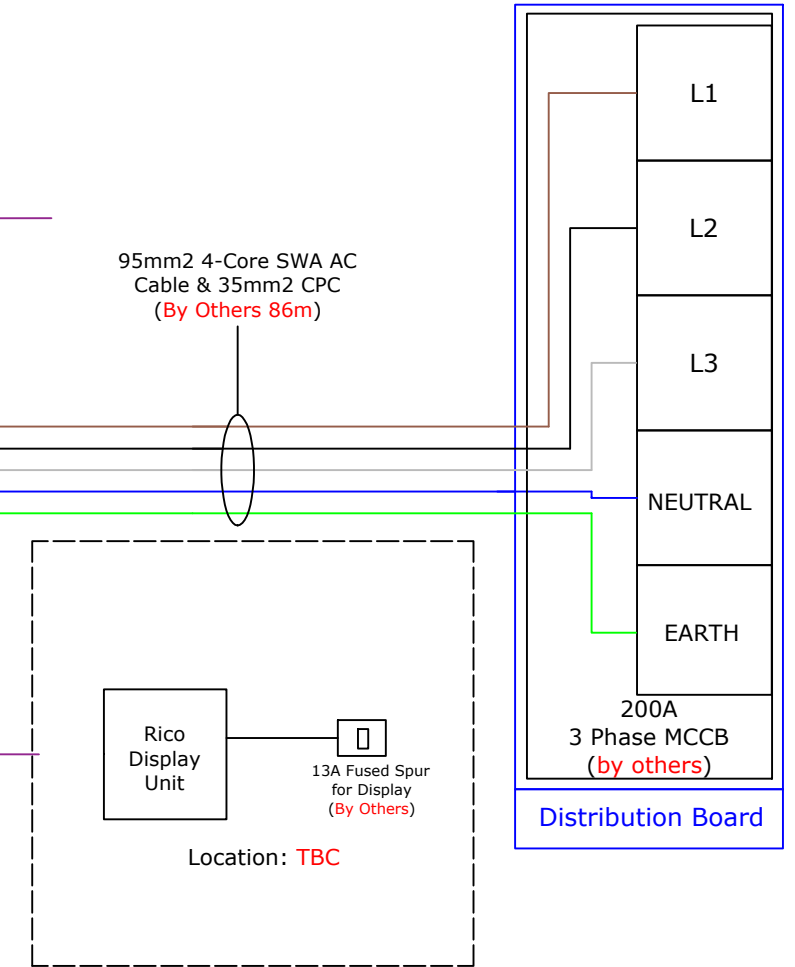 L1
L2
95mm2 4-Core SWA AC
Cable & 35mm2 CPC
(By Others 86m)
L3
NEUTRAL
EARTH
200A
3 Phase MCCB
(by others)
Distribution Board
Rico
Display
Unit
13A Fused Spur
for Display
(By Others)
Location: TBC